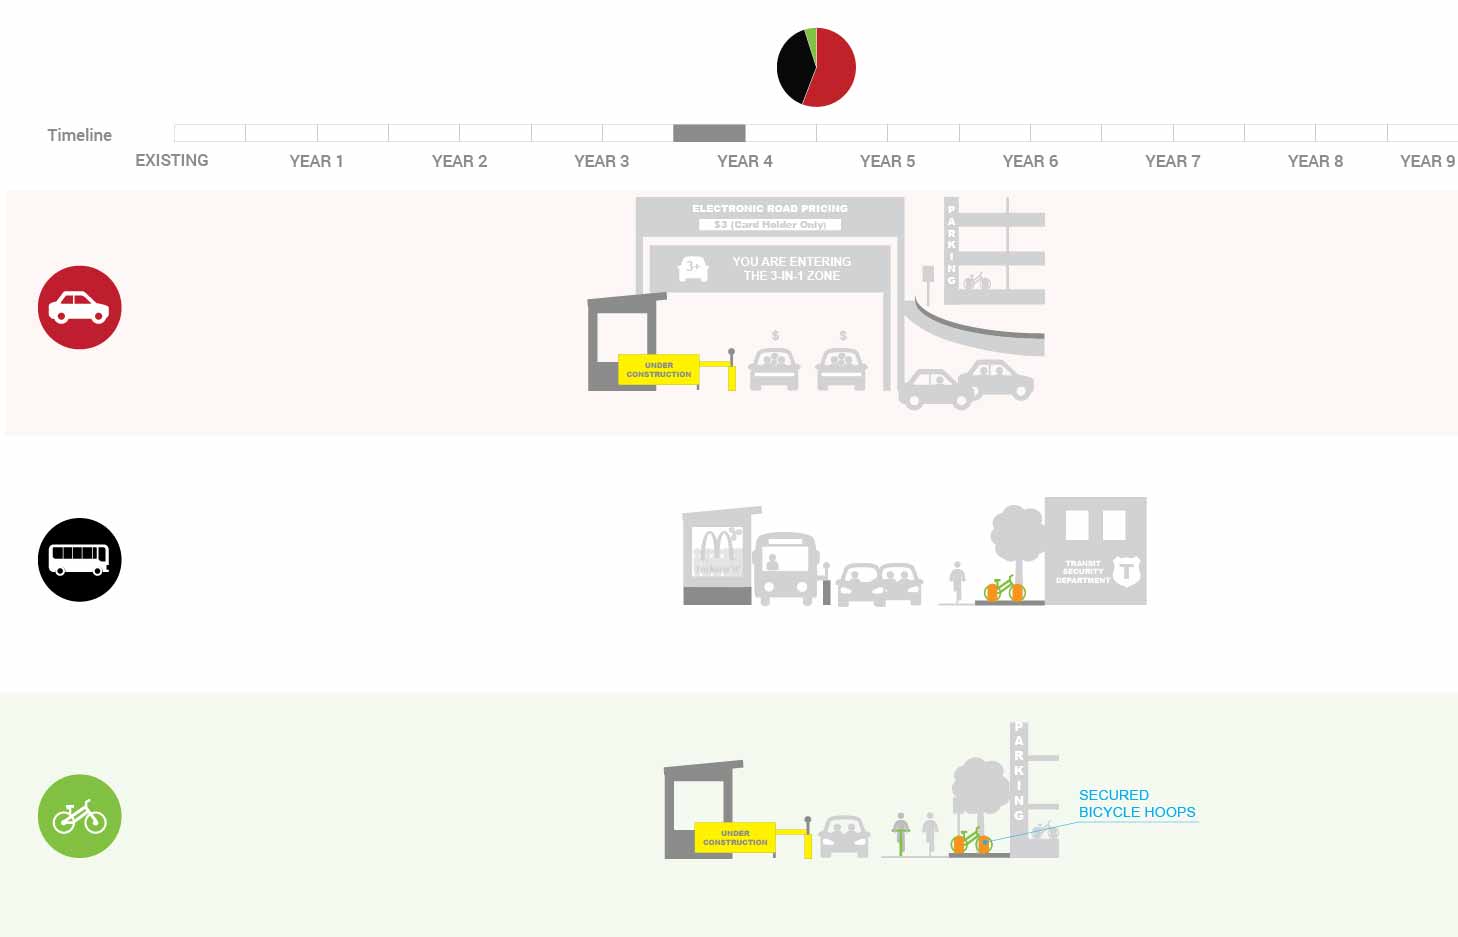 Timeline
EXISTING
YEAR 1
YEAR 2
YEAR 3
YEAR 4
YEAR 5
YEAR 6
YEAR 7
YEAR 8
YEAR 9
ELECTRONIC ROAD PRICING
$3 (Card Holder Only)
3+
YOU ARE ENTERING
THE 3-IN-1 ZONE
PARKING
$
$
UNDER
CONSTRUCTION
TRANSIT
SECURITY
DEPARTMENT
T
PARKING
SECURED
BICYCLE HOOPS
UNDER
CONSTRUCTION